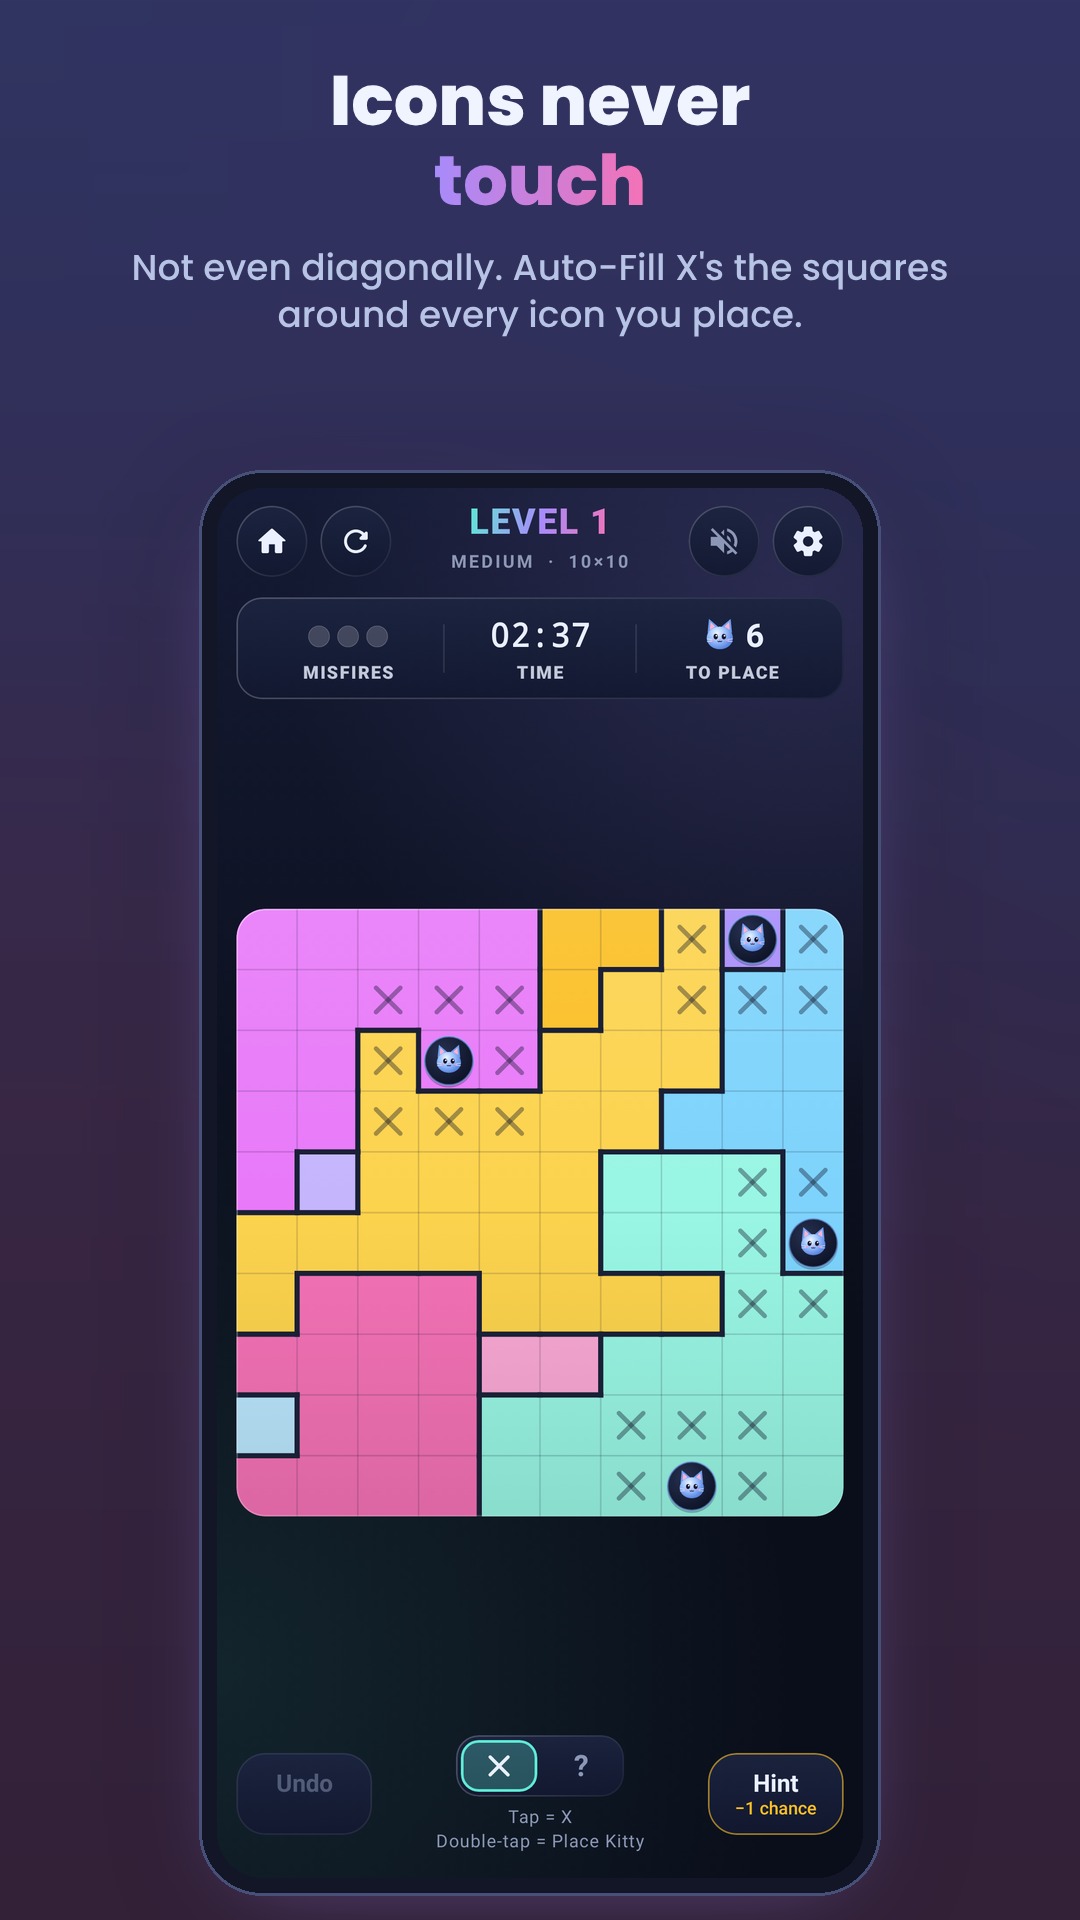 Icons never
touch
Not even diagonally. Auto-Fill X's the squares
around every icon you place.
LEVEL 1
MEDIUM · 10×10
02:37
6
MISFIRES
TIME
TO PLACE
Undo
?
Hint
−1 chance
Tap = X
Double-tap = Place Kitty